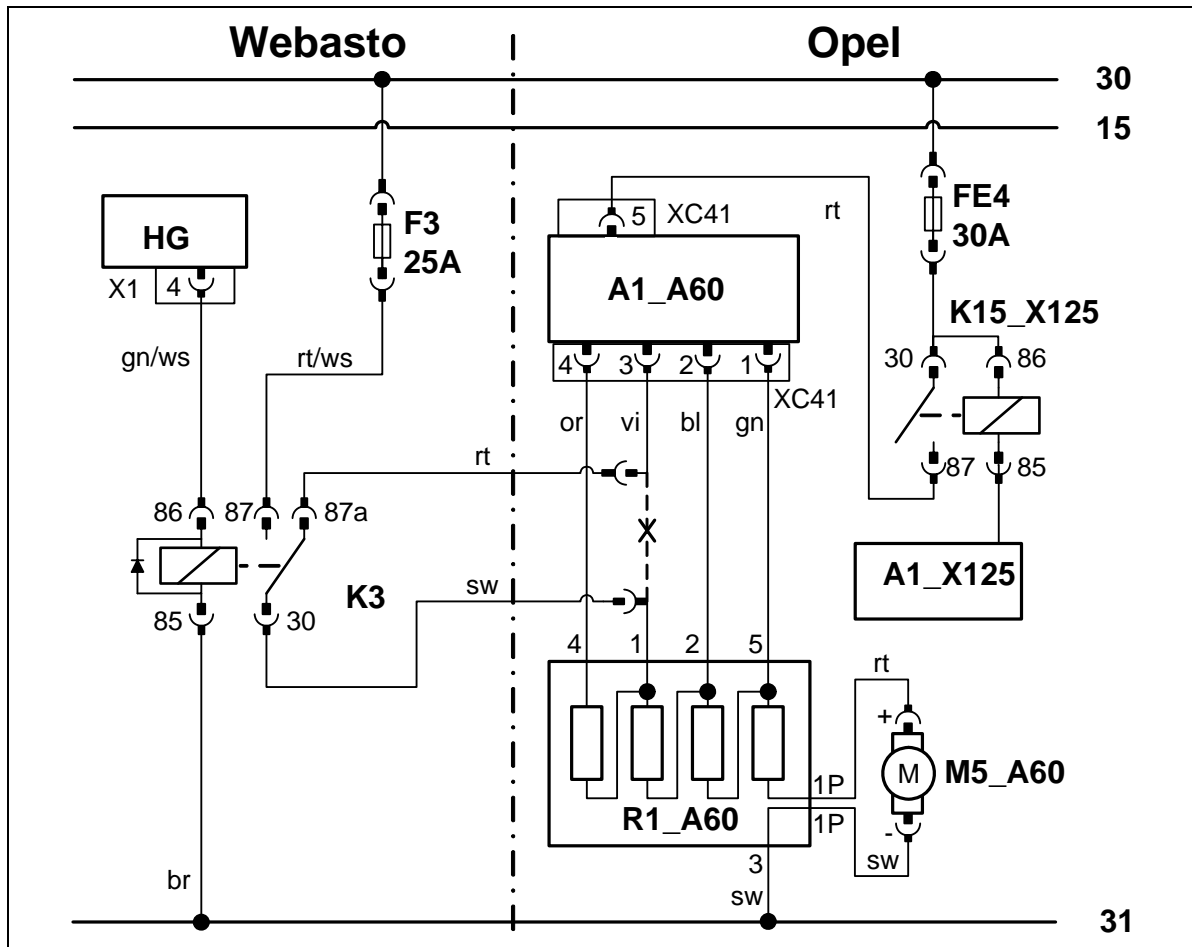 Webasto
Opel
30
15
HG
X1
4
gn/ws
F3
25A
rt/ws
5
XC41
rt
FE4
30A
A1_A60
K15_X125
4
3
2
1
XC41
30
86
or
vi
bl
gn
rt
87
85
86
87
87a
A1_X125
K3
sw
85
30
4
1
2
5
rt
+
M
M5_A60
1P
R1_A60
1P
-
3
sw
br
sw
31